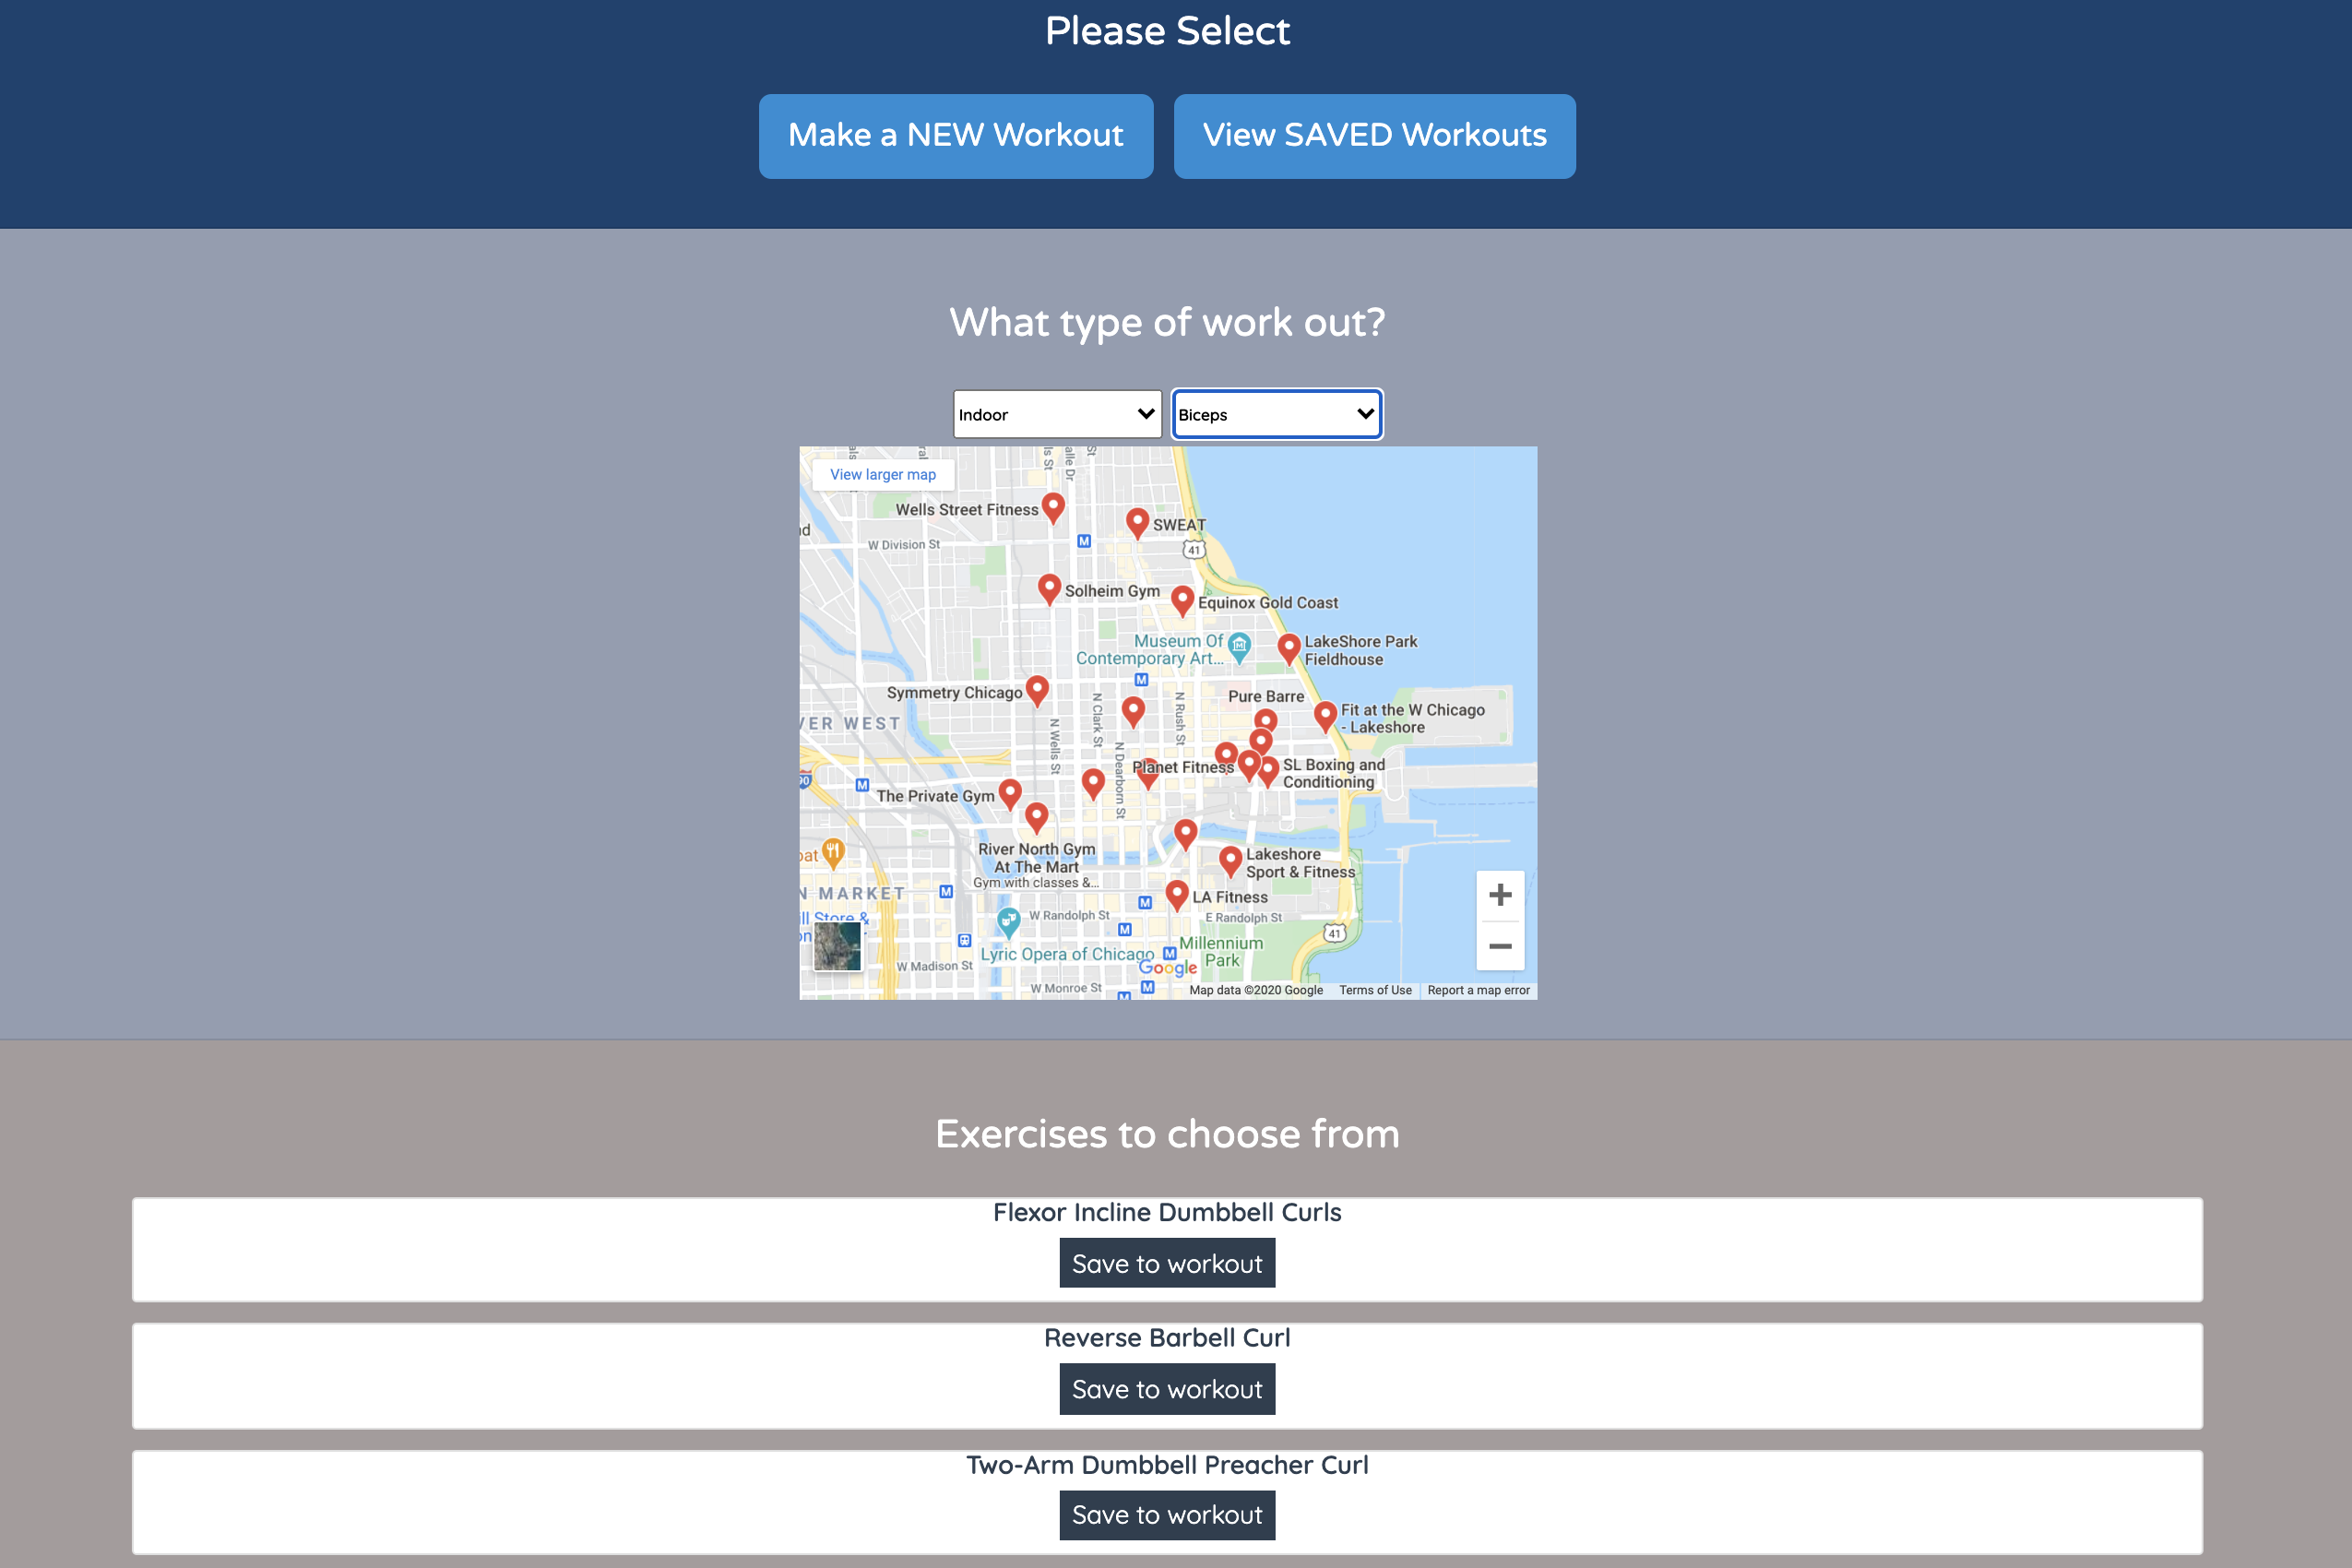 Please Select
Make a NEW Workout
View SAVED Workouts
What type of work out?
Indoor
Biceps
View larger map
Wells Street Fitness
SWEAT
W Division St
41
Solheim Gym
Equinox Gold Coast
Museum Of
Contemporary Art...
LakeShore Park
Fieldhouse
Symmetry Chicago
Pure Barre
N Clark St
N Rush St
Fit at the W Chicago
- Lakeshore
VER WEST
N Wells St
N Dearborn St
Planet Fitness
SL Boxing and
Conditioning
90
The Private Gym
River North Gym
At The Mart
Gym with classes &...
Lakeshore
Sport & Fitness
N MARKET
LA Fitness
W Randolph St
E Randolph St
ill Store &
41
Lyric Opera of Chicago
Millennium
Park
W Madison St
Google
W Monroe St
Map data ©2020 Google
Terms of Use
Report a map error
Exercises to choose from
Flexor Incline Dumbbell Curls
Save to workout
Reverse Barbell Curl
Save to workout
Two-Arm Dumbbell Preacher Curl
Save to workout